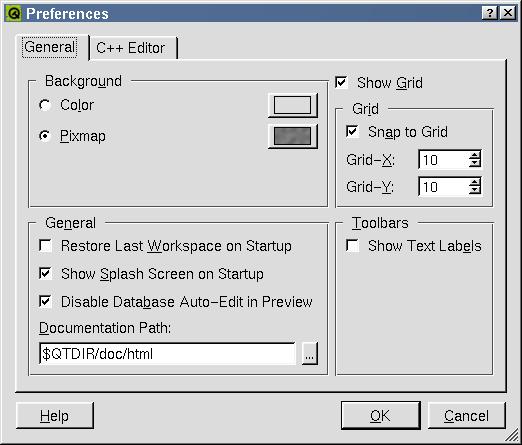 Preferences
General
C++ Editor
Background
Color
Pixmap
Show Grid
Grid
Snap to Grid
Grid-X: 10
Grid-Y: 10
General
Restore Last Workspace on Startup
Show Splash Screen on Startup
Disable Database Auto-Edit in Preview
Documentation Path:
$QTDIR/doc/html
...
Toolbars
Show Text Labels
Help
OK
Cancel